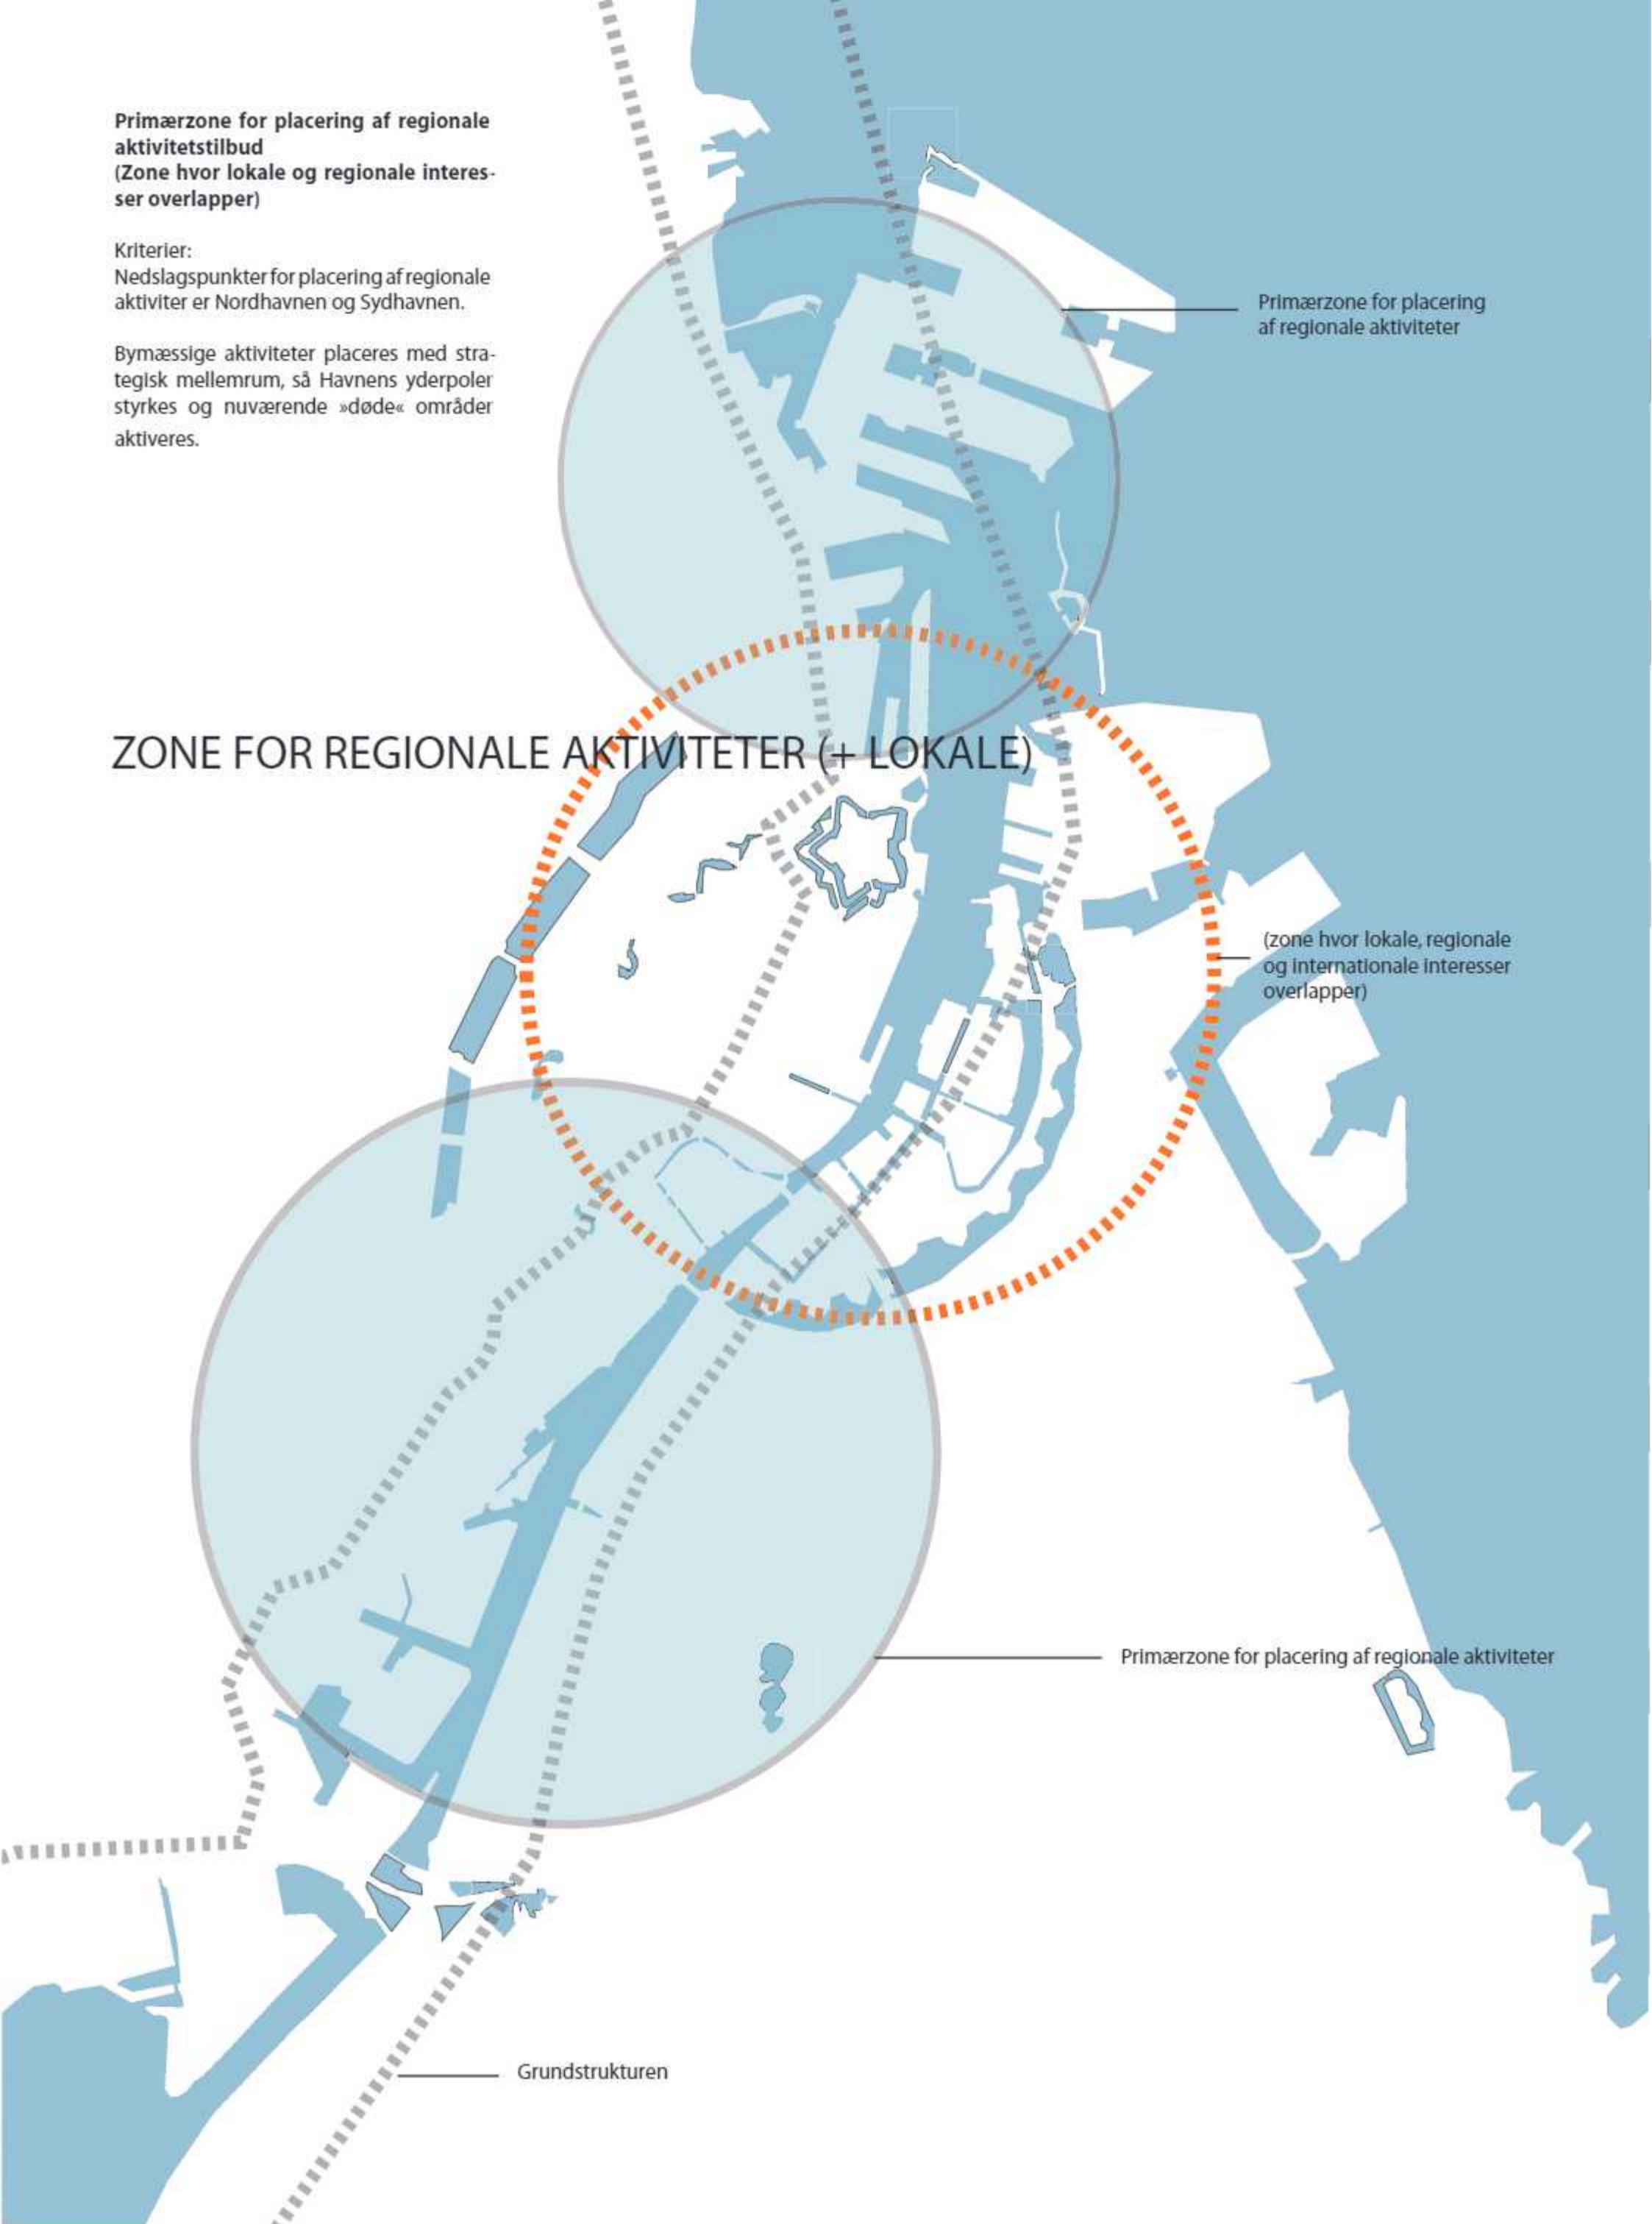 Primærzone for placering af regionale
aktivitetstilbud
(Zone hvor lokale og regionale interes-
ser overlapper)
Kriterier:
Nedslagspunkter for placering af regionale
aktiviter er Nordhavnen og Sydhavnen.
Bymæssige aktiviteter placeres med stra-
tegisk mellemrum, så Havnens yderpoler
styrkes og nuværende »døde« områder
aktiveres.
Primærzone for placering
af regionale aktiviteter
ZONE FOR REGIONALE AKTIVITETER (+ LOKALE)
(zone hvor lokale, regionale
og internationale interesser
overlapper)
Primærzone for placering af regionale aktiviteter
Grundstrukturen